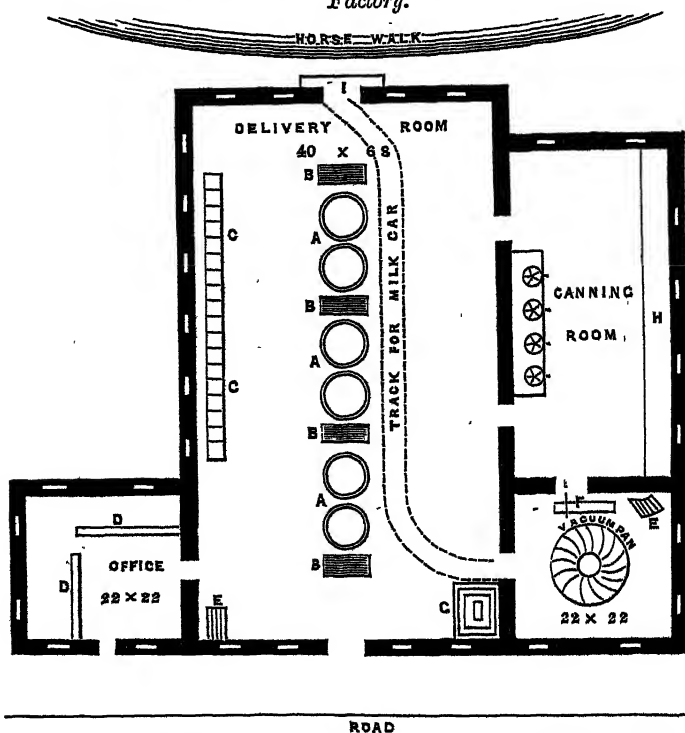 Factory.
HORSE WALK
I
DELIVERY ROOM
40 x 68
B
C
A
TRACK FOR MILK CAR
CANNING
ROOM
H
B
A
C
B
A
D
OFFICE
D
22 × 22
E
B
C
F
E
VACUUM PAN
22 × 22
ROAD